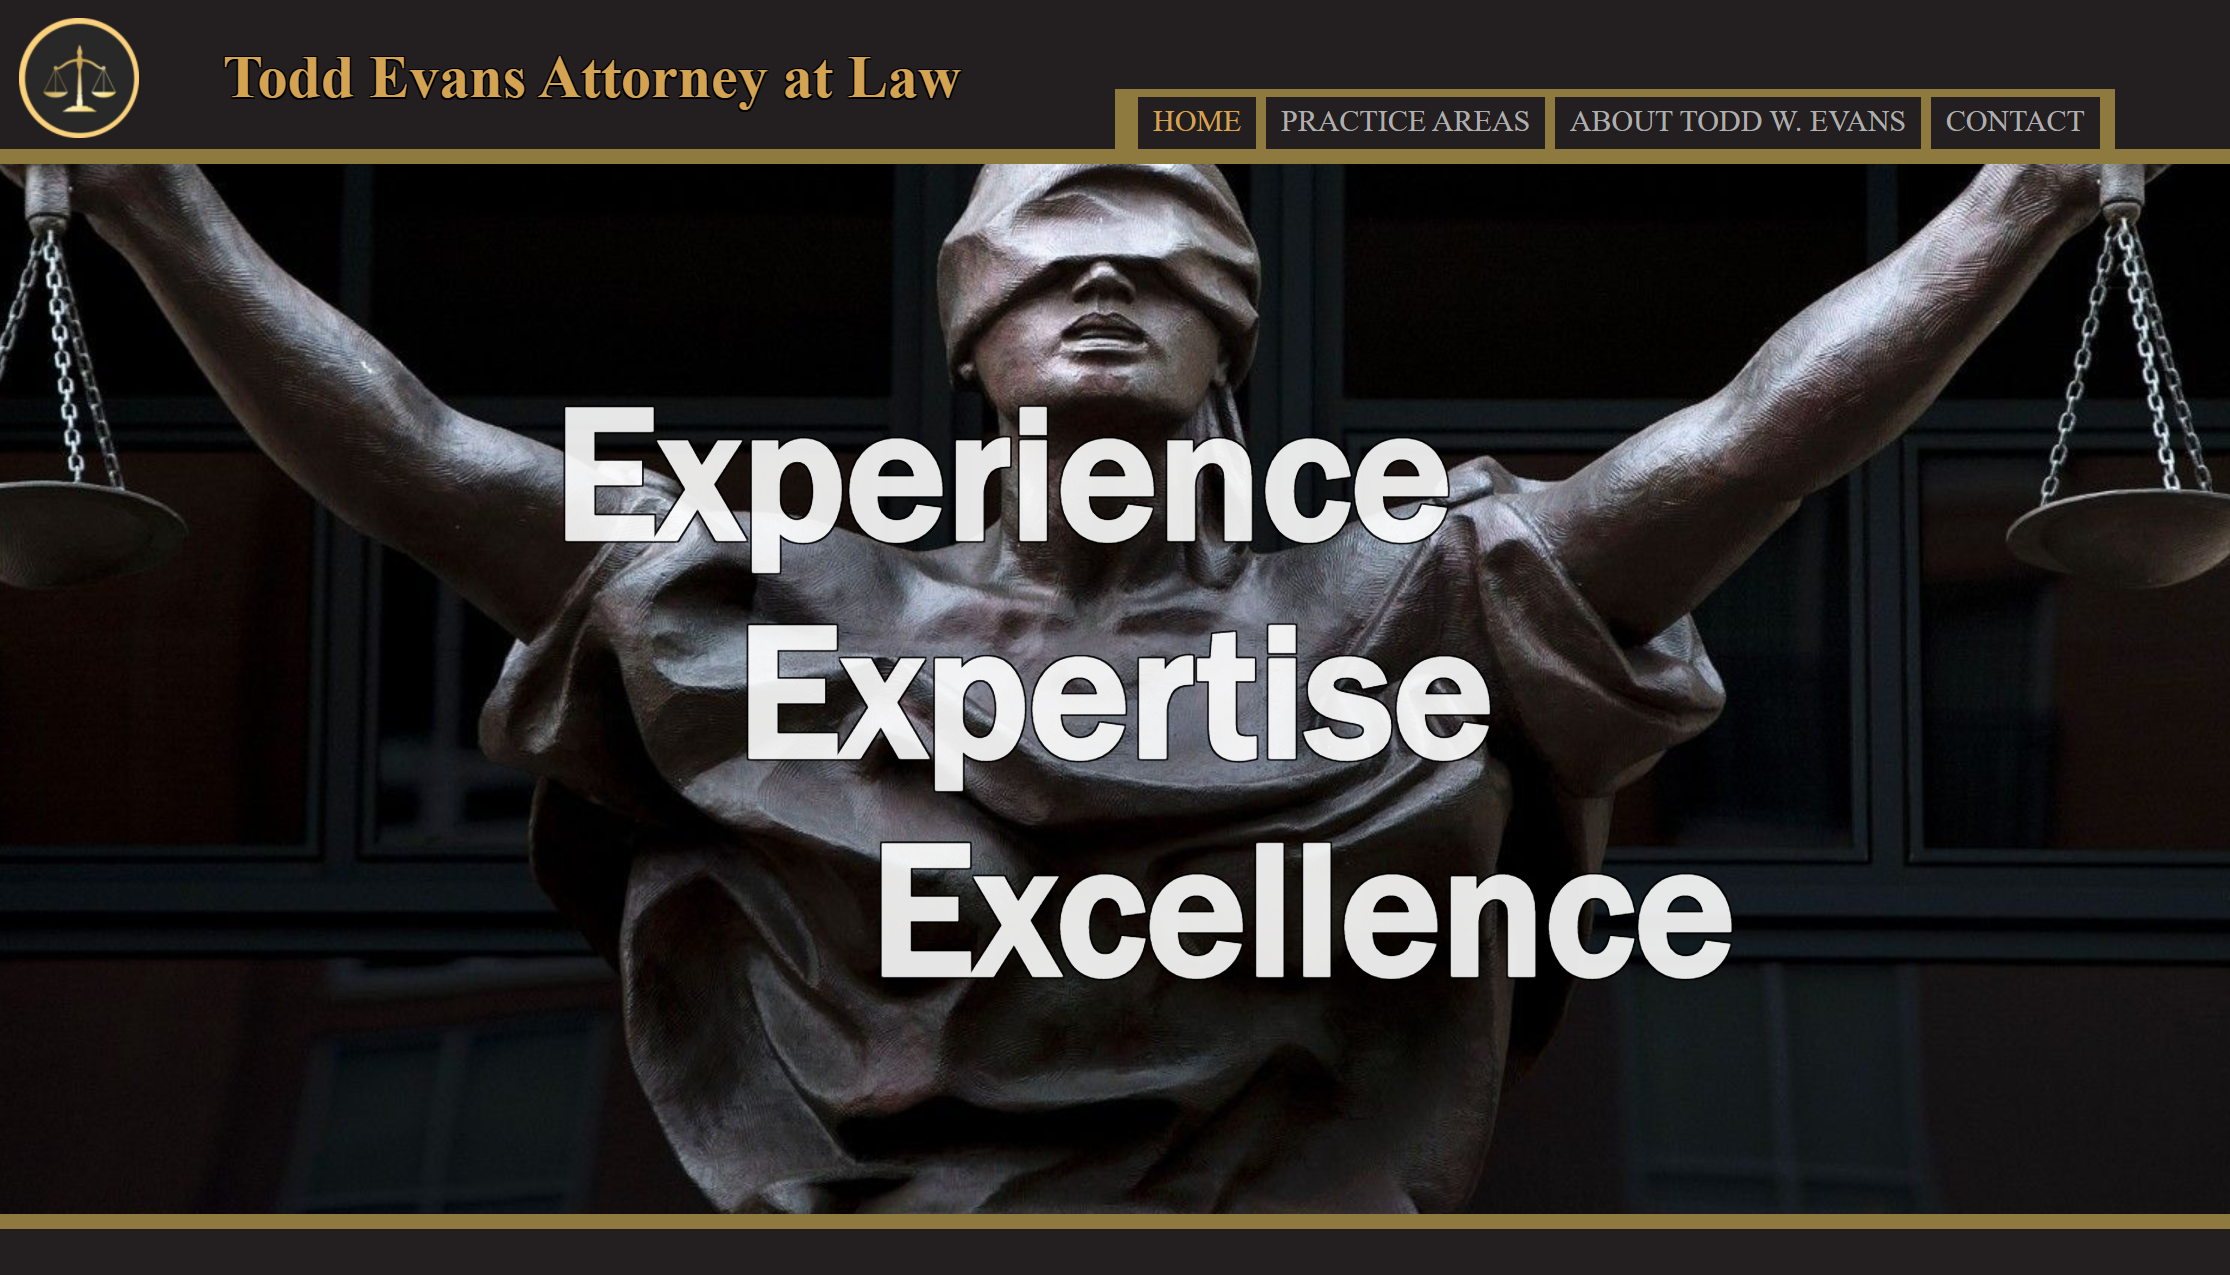 Todd Evans Attorney at Law
HOME PRACTICE AREAS ABOUT TODD W. EVANS CONTACT
Experience
Expertise
Excellence